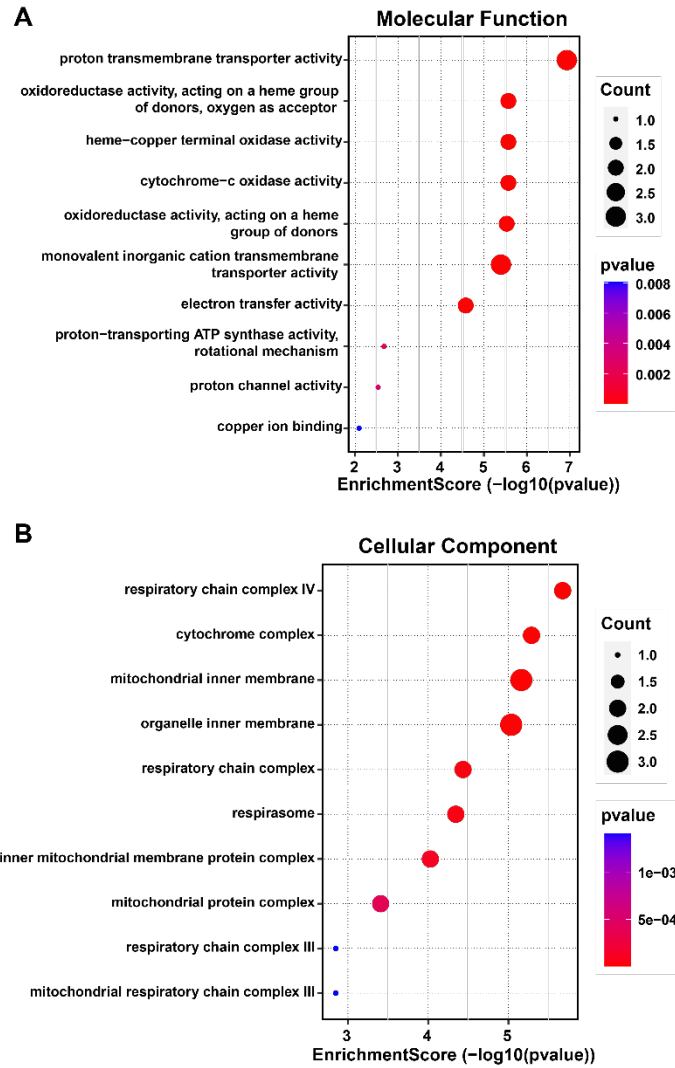 A
Molecular Function
proton transmembrane transporter activity
oxidoreductase activity, acting on a heme group
of donors, oxygen as acceptor
heme−copper terminal oxidase activity
cytochrome−c oxidase activity
oxidoreductase activity, acting on a heme
group of donors
monovalent inorganic cation transmembrane
transporter activity
electron transfer activity
proton−transporting ATP synthase activity,
rotational mechanism
proton channel activity
copper ion binding
2 3 4 5 6 7
EnrichmentScore (−log10(pvalue))
Count
1.0
1.5
2.0
2.5
3.0
pvalue
0.008
0.006
0.004
0.002
B
Cellular Component
respiratory chain complex IV
cytochrome complex
mitochondrial inner membrane
organelle inner membrane
respiratory chain complex
respirasome
inner mitochondrial membrane protein complex
mitochondrial protein complex
respiratory chain complex III
mitochondrial respiratory chain complex III
3 4 5
EnrichmentScore (−log10(pvalue))
Count
1.0
1.5
2.0
2.5
3.0
pvalue
1e−03
5e−04